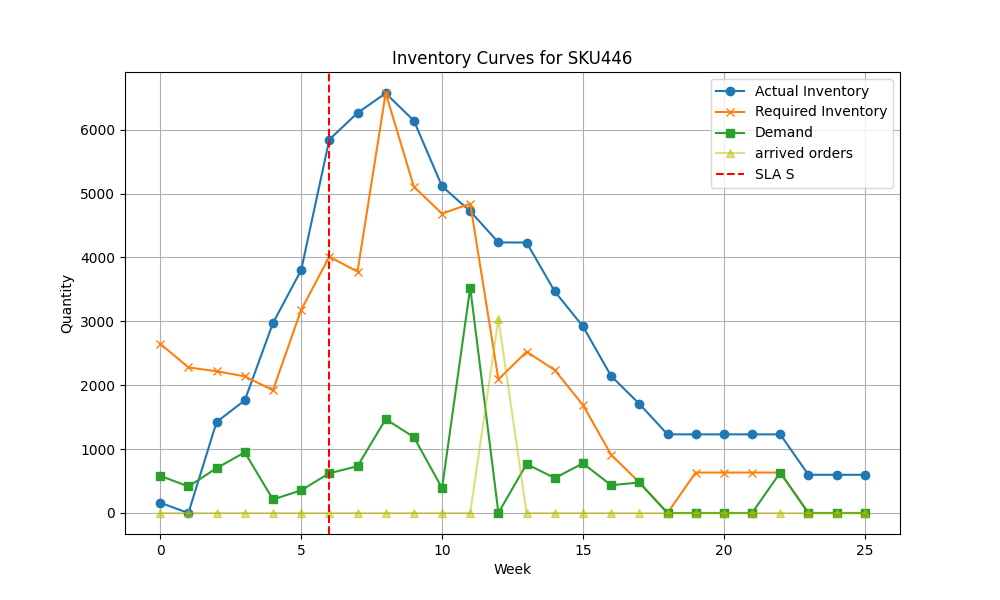 Inventory Curves for SKU446
Actual Inventory
Required Inventory
Demand
arrived orders
SLA S
Quantity
6000
5000
4000
3000
2000
1000
0
0 5 10 15 20 25
Week